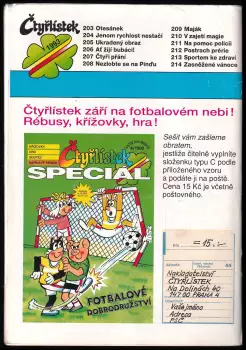 Čtyřlístek
1993
203 Otesánek
204 Jenom rychlost nestačí
205 Ukradený obraz
206 Ať žijí bubáci!
207 Čtyři přání
208 Nezlobte se na Pinďu
209 Maják
210 V zajetí magie
211 Na pomoc policii
212 Postrach périe
213 Sportem ke zdraví
214 Zasněžené vánoce
Čtyřlístek září na fotbalovém nebi!
Rébusy, křížovky, hra!
Čtyřlístek
SPECIÁL
FOTBALOVÉ
DOBRODRUŽSTVÍ
Sešit vám zašleme
obratem,
jestliže čitelně vyplníte
složenku typu C podle
přiloženého vzoru
a podáte ji na poště.
Cena 15 Kč je včetně
poštovného.
= 15.-
Nakladatelství
ČTYŘLÍSTEK
Na Dolinách 40
147 00 PRAHA 4
Vaše jméno
Adresa
PSČ